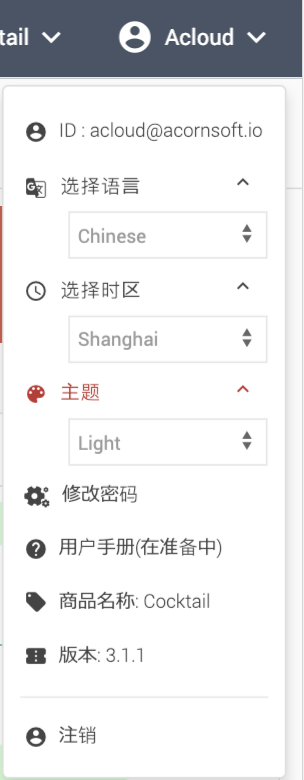 tail
Acloud
ID : acloud@acornsoft.io
选择语言
Chinese
选择时区
Shanghai
主题
Light
修改密码
用户手册(在准备中)
商品名称: Cocktail
版本: 3.1.1
注销